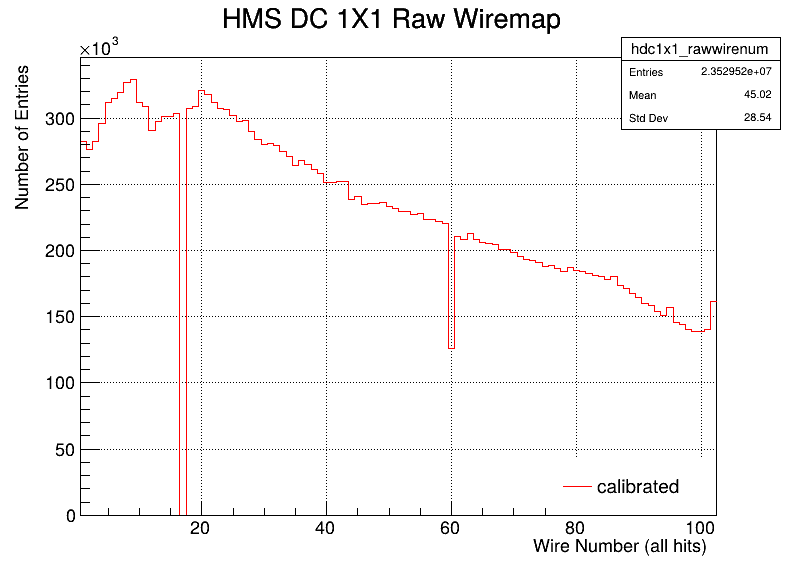 HMS DC 1X1 Raw Wiremap
hdc1x1_rawwirenum
Entries 2.352952e+07
Mean 45.02
Std Dev 28.54
×10³
Number of Entries
300
250
200
150
100
50
0
20 40 60 80 100
Wire Number (all hits)
calibrated